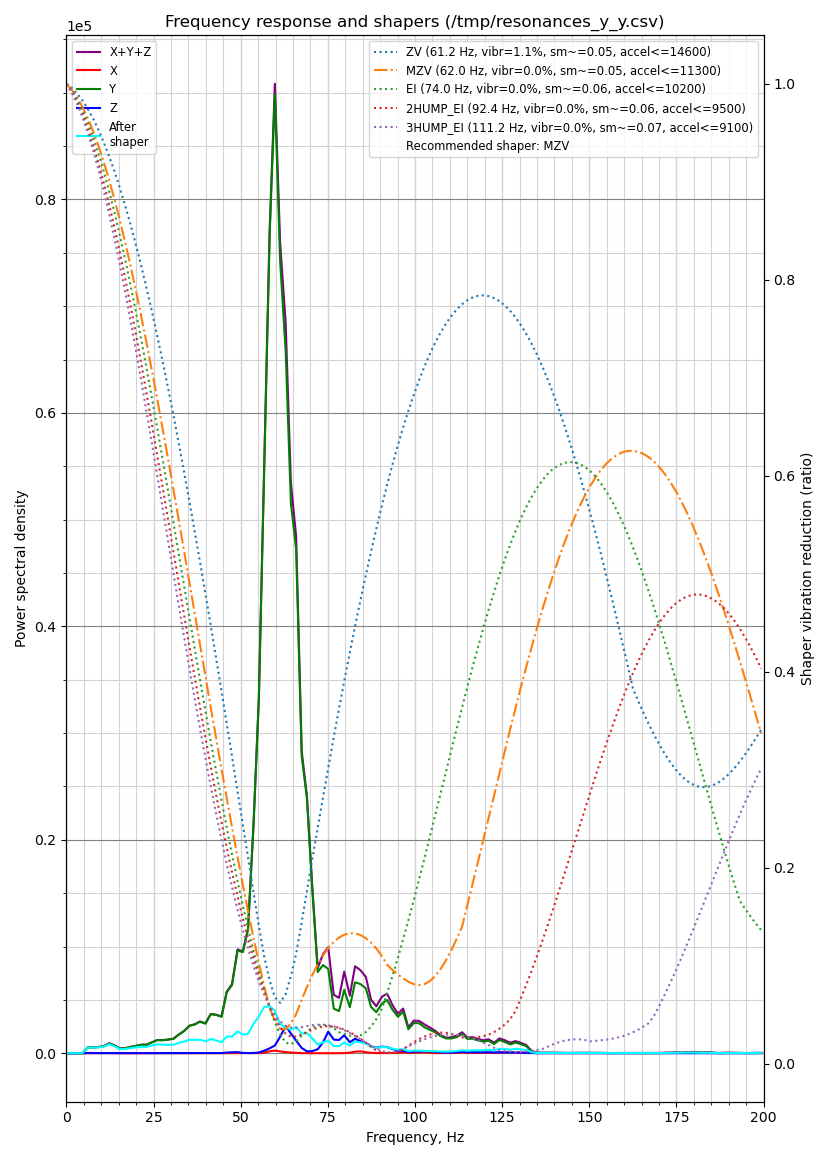 Frequency response and shapers (/tmp/resonances_y_y.csv)
1e5
X+Y+Z
X
Y
Z
After
shaper
ZV (61.2 Hz, vibr=1.1%, sm~=0.05, accel<=14600)
MZV (62.0 Hz, vibr=0.0%, sm~=0.05, accel<=11300)
EI (74.0 Hz, vibr=0.0%, sm~=0.06, accel<=10200)
2HUMP_EI (92.4 Hz, vibr=0.0%, sm~=0.06, accel<=9500)
3HUMP_EI (111.2 Hz, vibr=0.0%, sm~=0.07, accel<=9100)
Recommended shaper: MZV
Power spectral density
0.8
0.6
0.4
0.2
0.0
1.0
0.8
0.6
0.4
0.2
0.0
Shaper vibration reduction (ratio)
0 25 50 75 100 125 150 175 200
Frequency, Hz